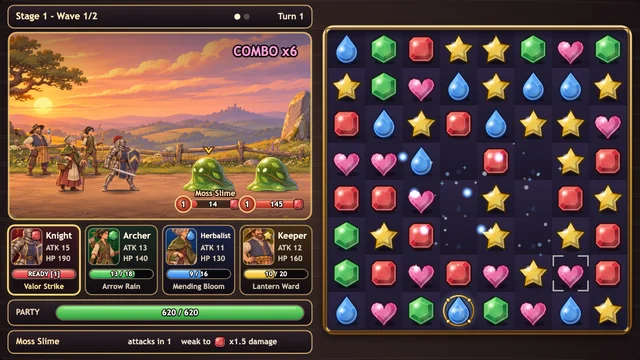 Stage 1 - Wave 1/2
Turn 1
COMBO x6
Moss Slime
1 14
1 145
Knight
ATK 15
HP 190
READY [1]
Valor Strike
Archer
ATK 13
HP 140
13 / 18
Arrow Rain
Herbalist
ATK 11
HP 130
9 / 16
Mending Bloom
Keeper
ATK 12
HP 160
10 / 20
Lantern Ward
PARTY
620 / 620
Moss Slime attacks in 1 weak to x1.5 damage